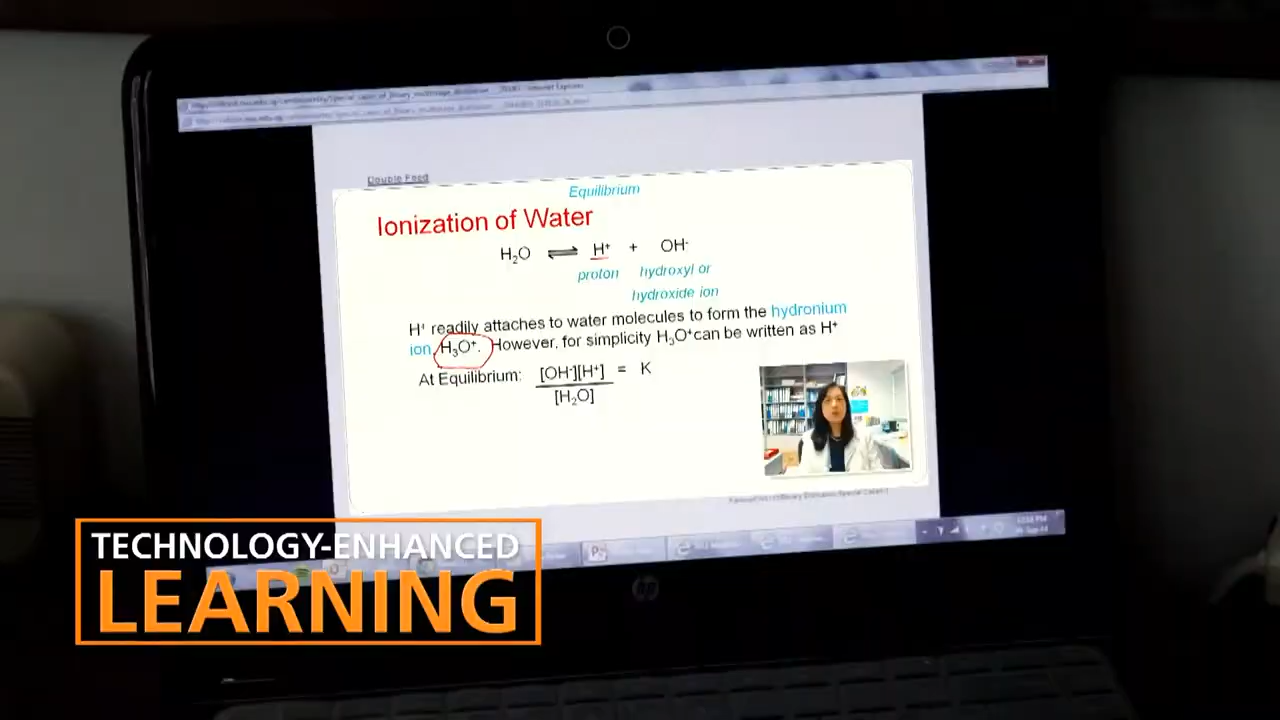 Double Feed
Equilibrium
Ionization of Water
H₂O ⇌ H⁺ + OH⁻
proton hydroxyl or
hydroxide ion
H⁺ readily attaches to water molecules to form the hydronium
ion H₃O⁺. However, for simplicity H₃O⁺ can be written as H⁺
At Equilibrium: [OH⁻][H⁺] = K
[H₂O]
TECHNOLOGY-ENHANCED
LEARNING
hp